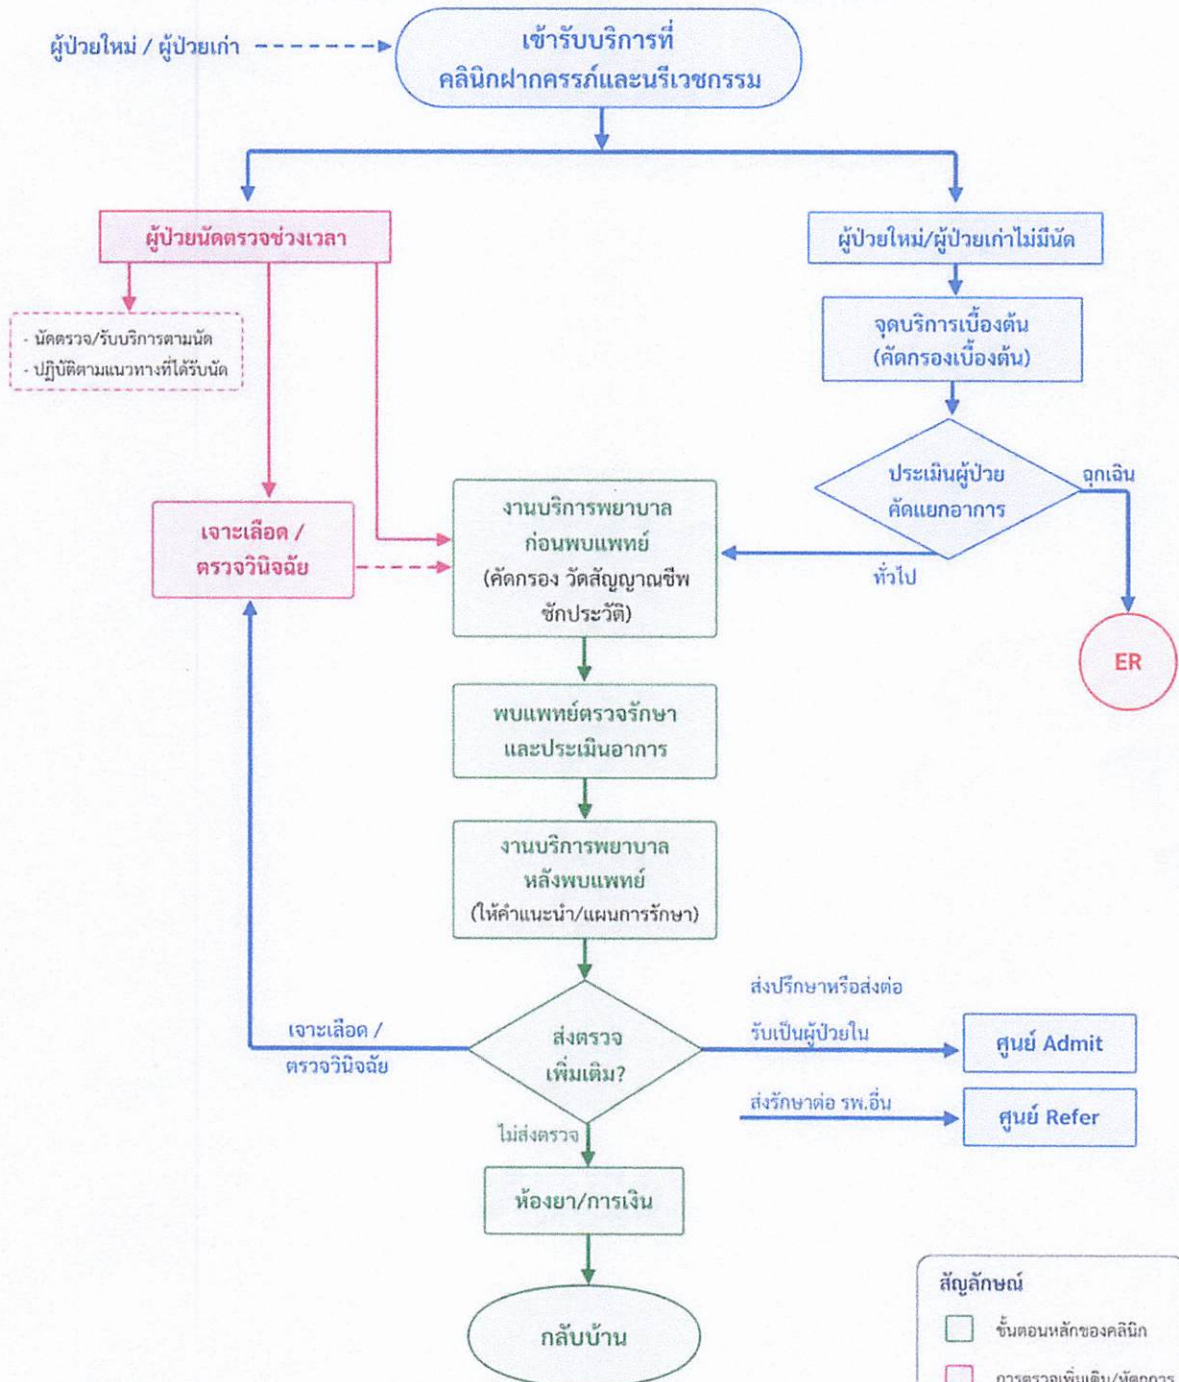 ผู้ป่วยใหม่ / ผู้ป่วยเก่า
เข้ารับบริการที่
คลินิกฝากครรภ์และนรีเวชกรรม
ผู้ป่วยนัดตรวจช่วงเวลา
ผู้ป่วยใหม่/ผู้ป่วยเก่าไม่มีนัด
- นัดตรวจ/รับบริการตามนัด
- ปฏิบัติตามแนวทางที่ได้รับนัด
จุดบริการเบื้องต้น
(คัดกรองเบื้องต้น)
ประเมินผู้ป่วย
คัดแยกอาการ
ฉุกเฉิน
ทั่วไป
ER
เจาะเลือด /
ตรวจวินิจฉัย
งานบริการพยาบาล
ก่อนพบแพทย์
(คัดกรอง วัดสัญญาณชีพ
ซักประวัติ)
พบแพทย์ตรวจรักษา
และประเมินอาการ
งานบริการพยาบาล
หลังพบแพทย์
(ให้คำแนะนำ/แผนการรักษา)
ส่งตรวจ
เพิ่มเติม?
เจาะเลือด /
ตรวจวินิจฉัย
ส่งปรึกษาหรือส่งต่อ
รับเป็นผู้ป่วยใน
ศูนย์ Admit
ส่งรักษาต่อ รพ.อื่น
ศูนย์ Refer
ไม่ส่งตรวจ
ห้องยา/การเงิน
กลับบ้าน
สัญลักษณ์
ขั้นตอนหลักของคลินิก
การตรวจเพิ่มเติม/หัตถการ